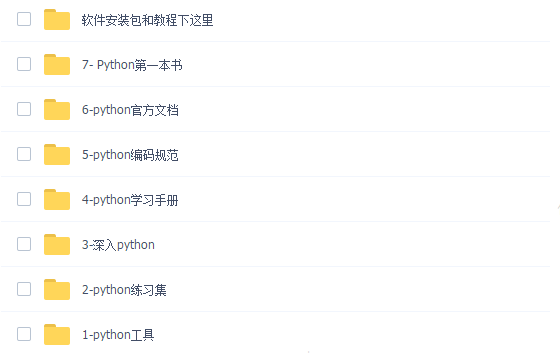 软件安装包和教程下这里
7- Python第一本书
6-python官方文档
5-python编码规范
4-python学习手册
3-深入python
2-python练习集
1-python工具